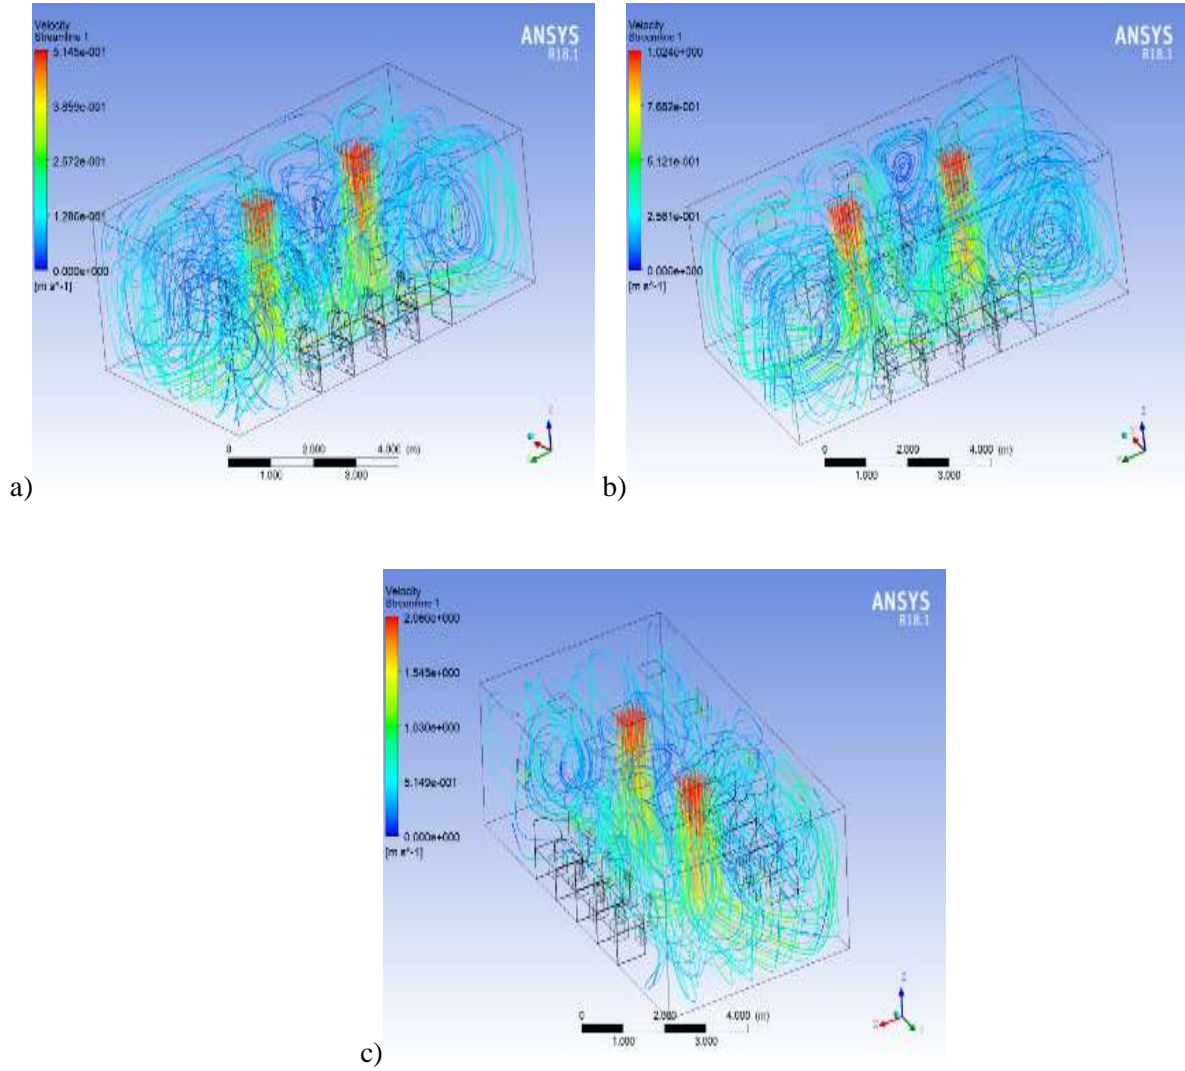 Velocity
Streamline 1
5.145e-001
3.859e-001
2.572e-001
1.286e-001
0.000e+000
[m s^-1]
ANSYS
R18.1
0 2.000 4.000 (m)
1.000 3.000
Z
a)
Velocity
Streamline 1
1.024e+000
7.682e-001
5.121e-001
2.561e-001
0.000e+000
[m s^-1]
ANSYS
R18.1
0 2.000 4.000 (m)
1.000 3.000
Z
b)
Velocity
Streamline 1
2.060e+000
1.545e+000
1.030e+000
5.149e-001
0.000e+000
[m s^-1]
ANSYS
R18.1
0 2.000 4.000 (m)
1.000 3.000
Z
X
c)